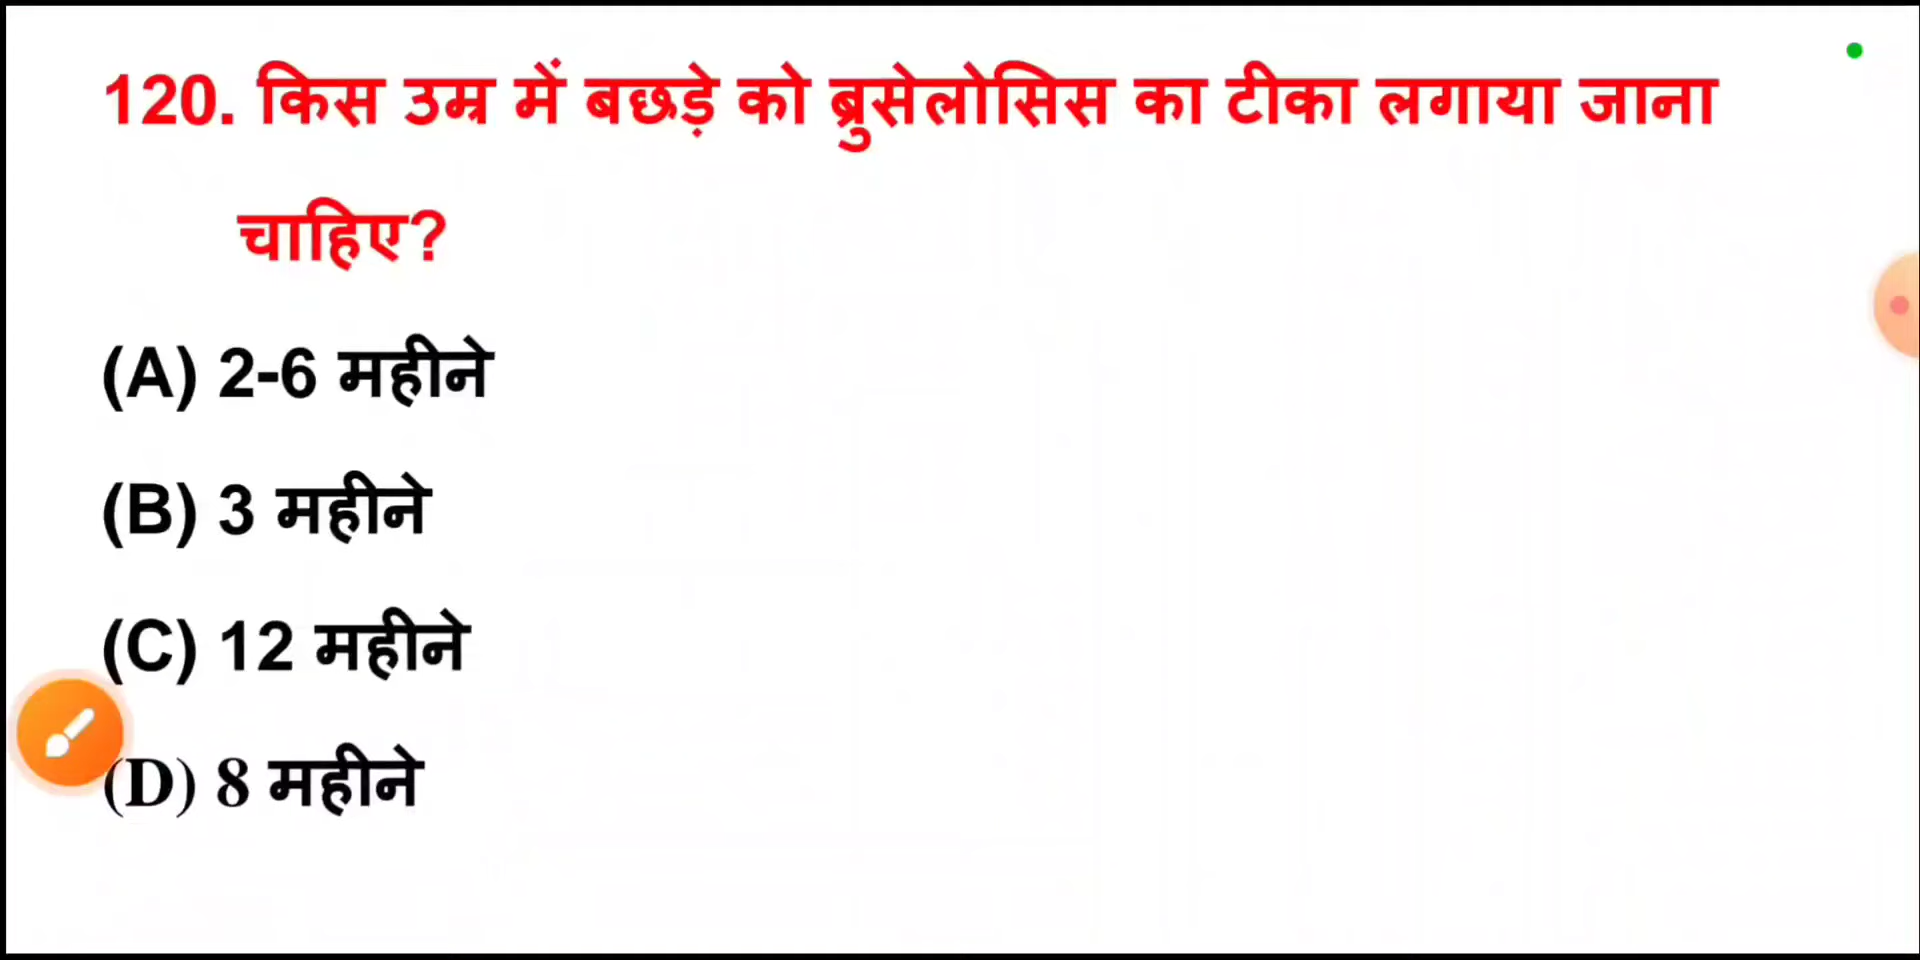 120. किस उम्र में बछड़े को ब्रुसेलोसिस का टीका लगाया जाना
चाहिए?
(A) 2-6 महीने
(B) 3 महीने
(C) 12 महीने
(D) 8 महीने